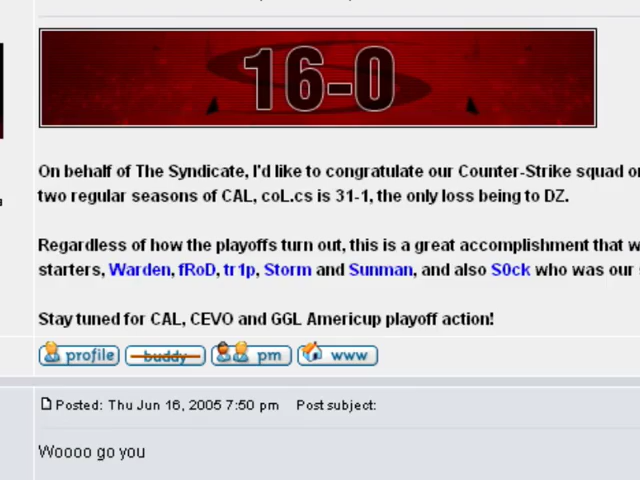 16-0
On behalf of The Syndicate, I'd like to congratulate our Counter-Strike squad
two regular seasons of CAL, coL.cs is 31-1, the only loss being to DZ.
Regardless of how the playoffs turn out, this is a great accomplishment that
starters, Warden, fRoD, tr1p, Storm and Sunman, and also S0ck who was our
Stay tuned for CAL, CEVO and GGL Americup playoff action!
profile buddy pm www
Posted: Thu Jun 16, 2005 7:50 pm Post subject:
Woooo go you